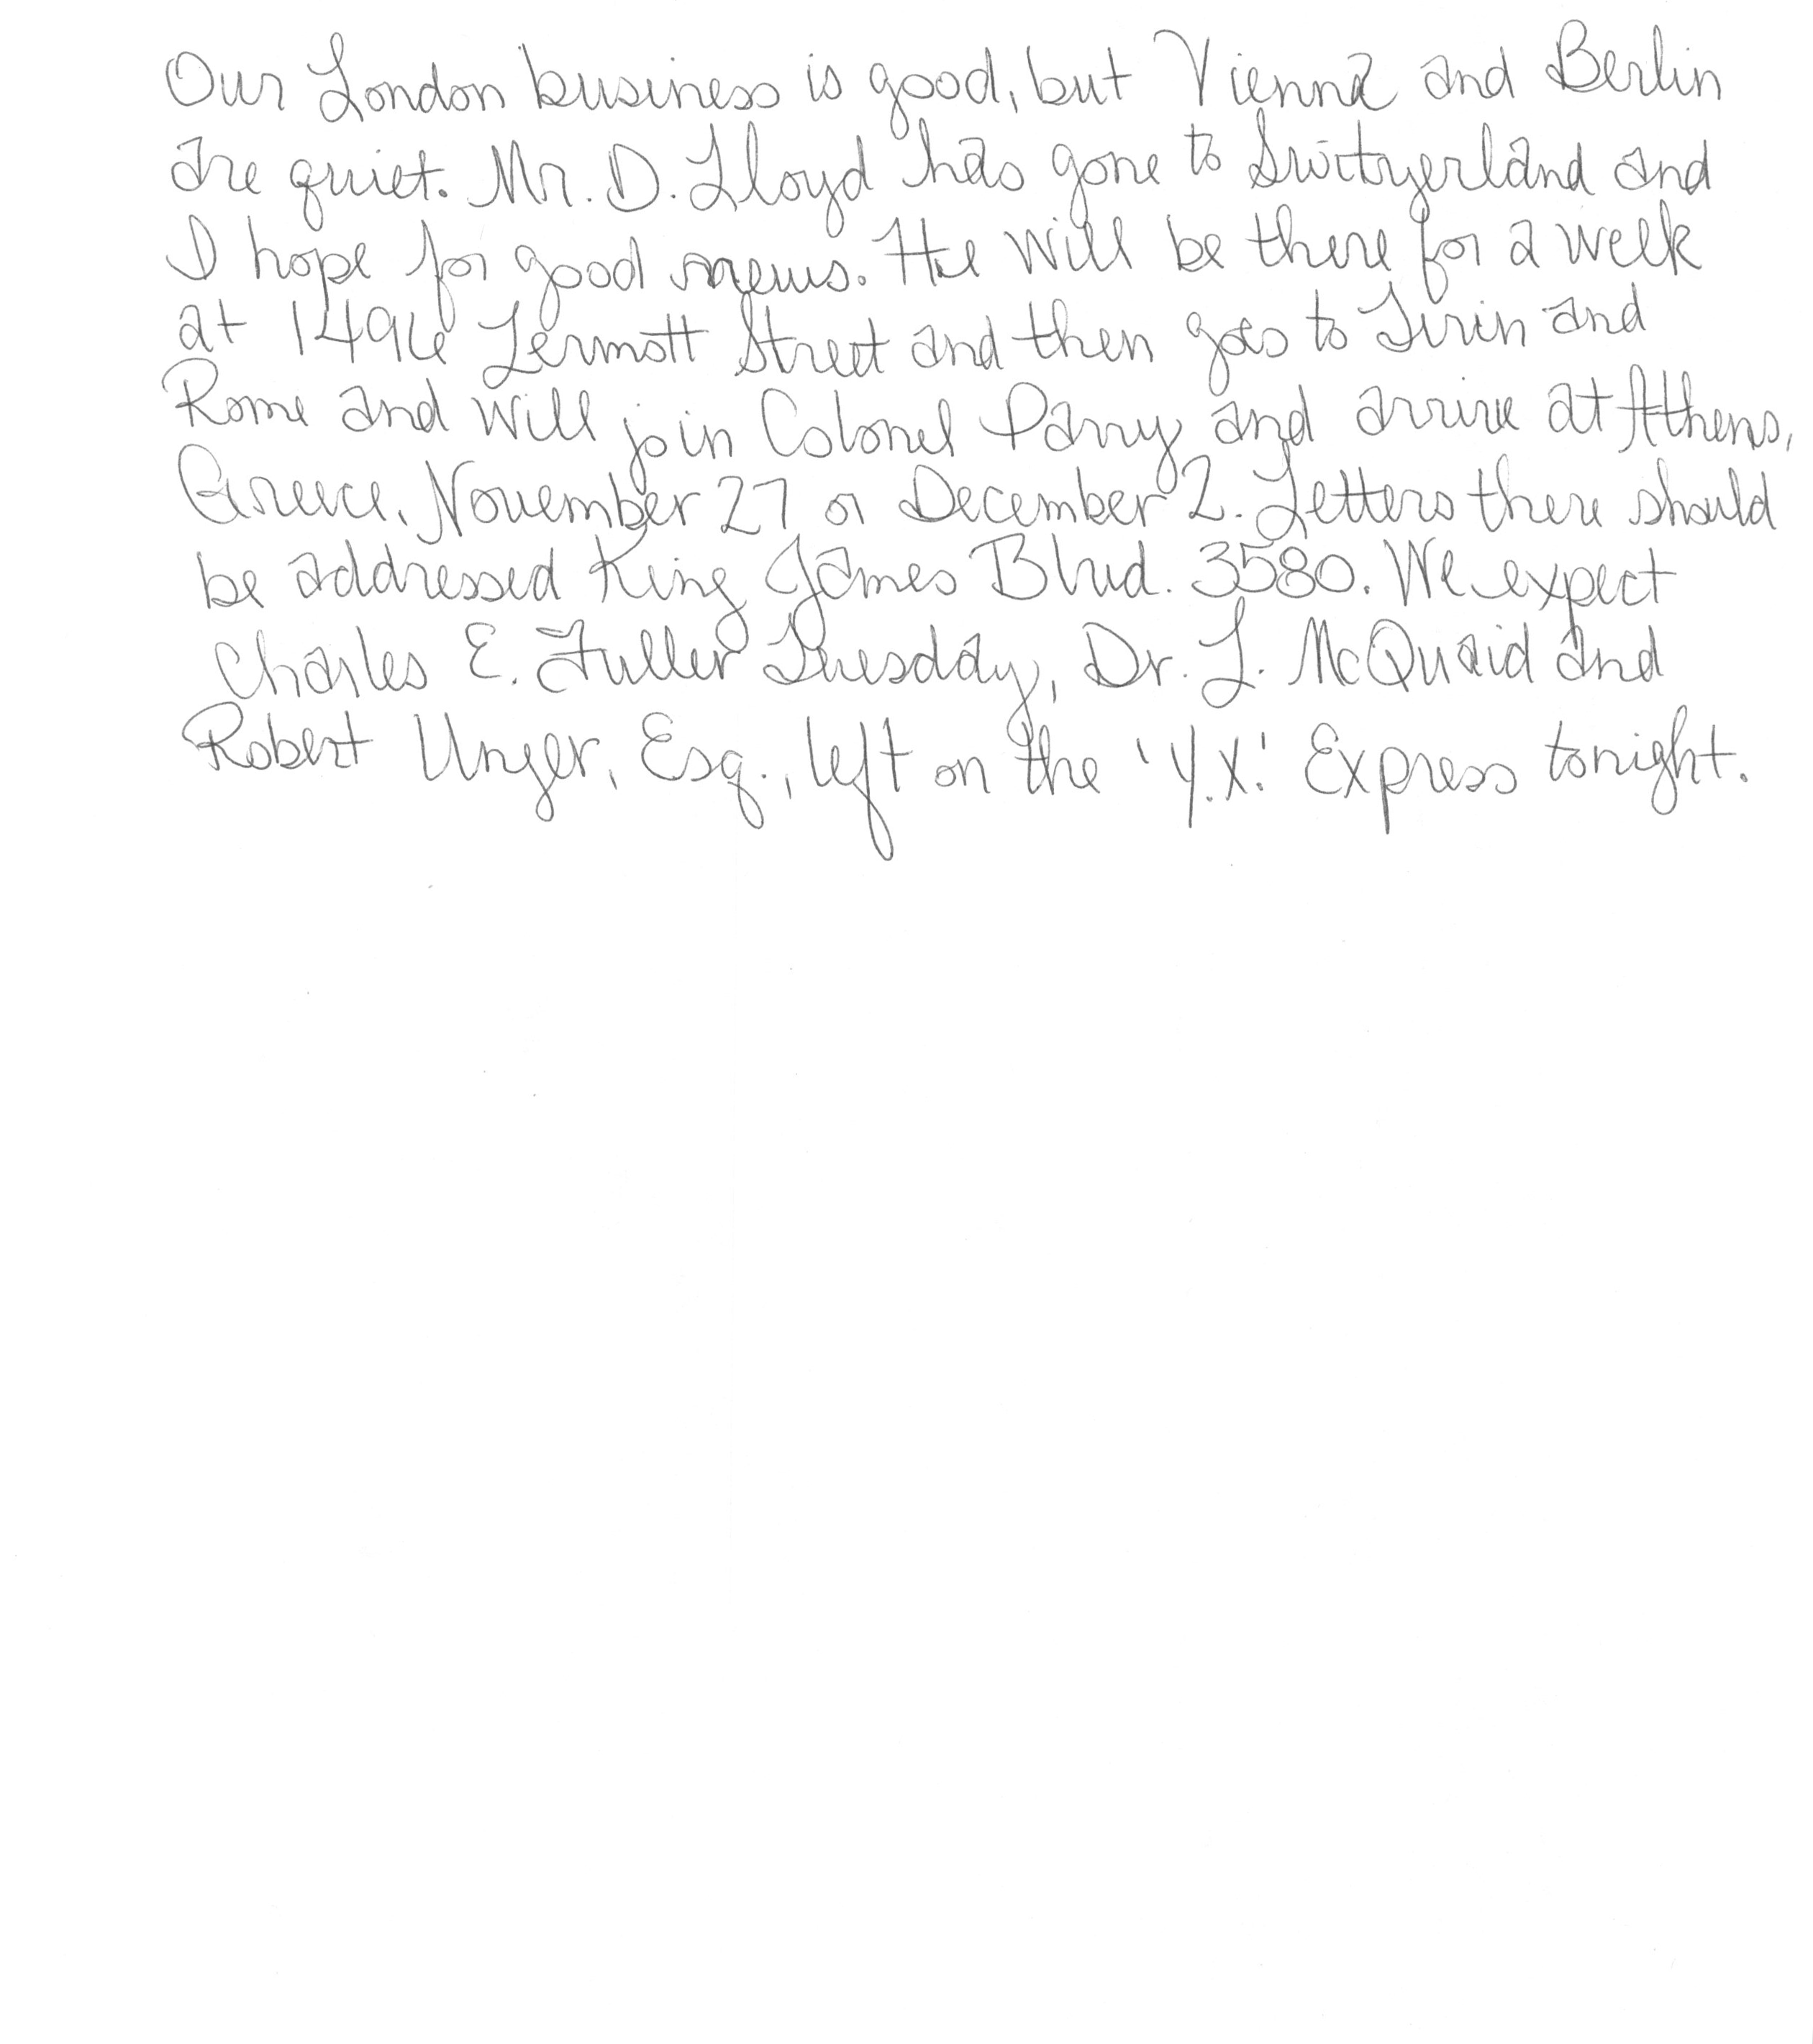 Our London business is good, but Vienna and Berlin
are quiet. Mr. D. Lloyd has gone to Switzerland and
I hope for good news. He will be there for a week
at 1496 Zermott Street and then goes to Turin and
Rome and will join Colonel Parry and arrive at Athens,
Greece, November 27 or December 2. Letters there should
be addressed King James Blvd. 3580. We expect
Charles E. Fuller Tuesday, Dr. L. McQuaid and
Robert Unger, Esq., left on the 'Y.X.' Express tonight.